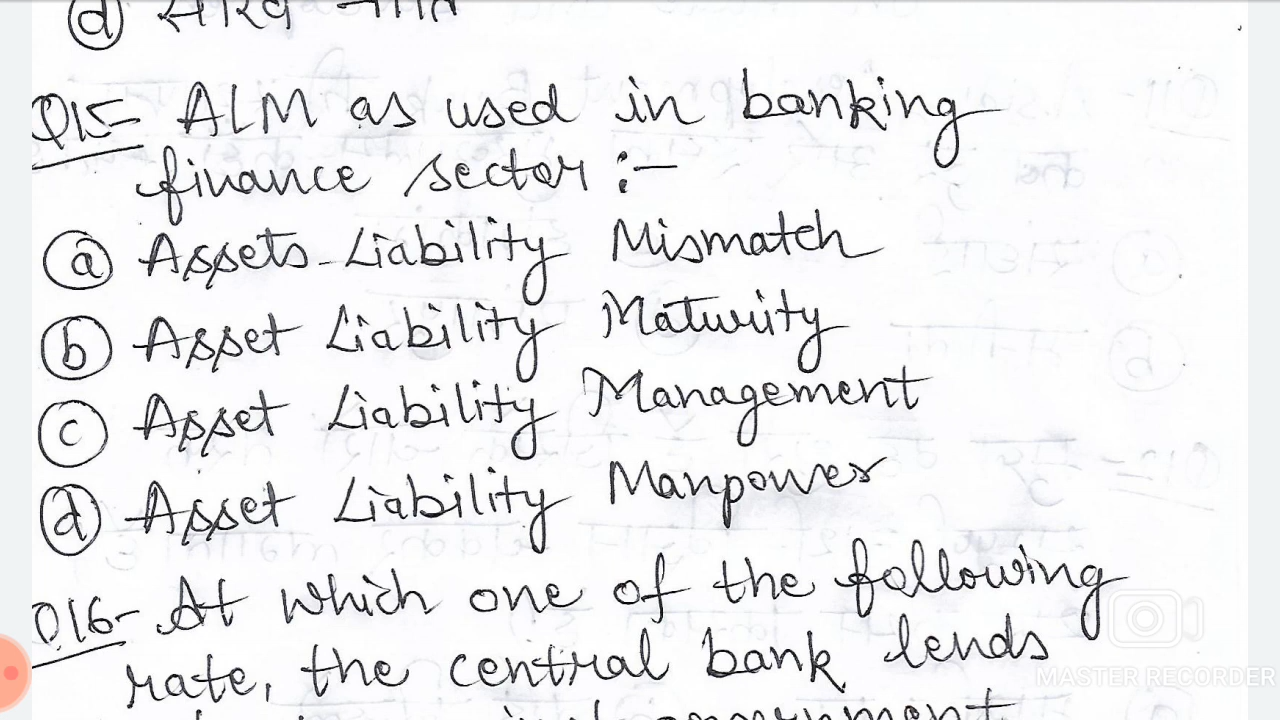 Q15= ALM as used in banking
finance sector :-
(a) Assets-Liability Mismatch
(b) Asset Liability Maturity
(c) Asset Liability Management
(d) Asset Liability Manpower
Q16- At which one of the following
rate, the central bank lends
MASTER RECORDER